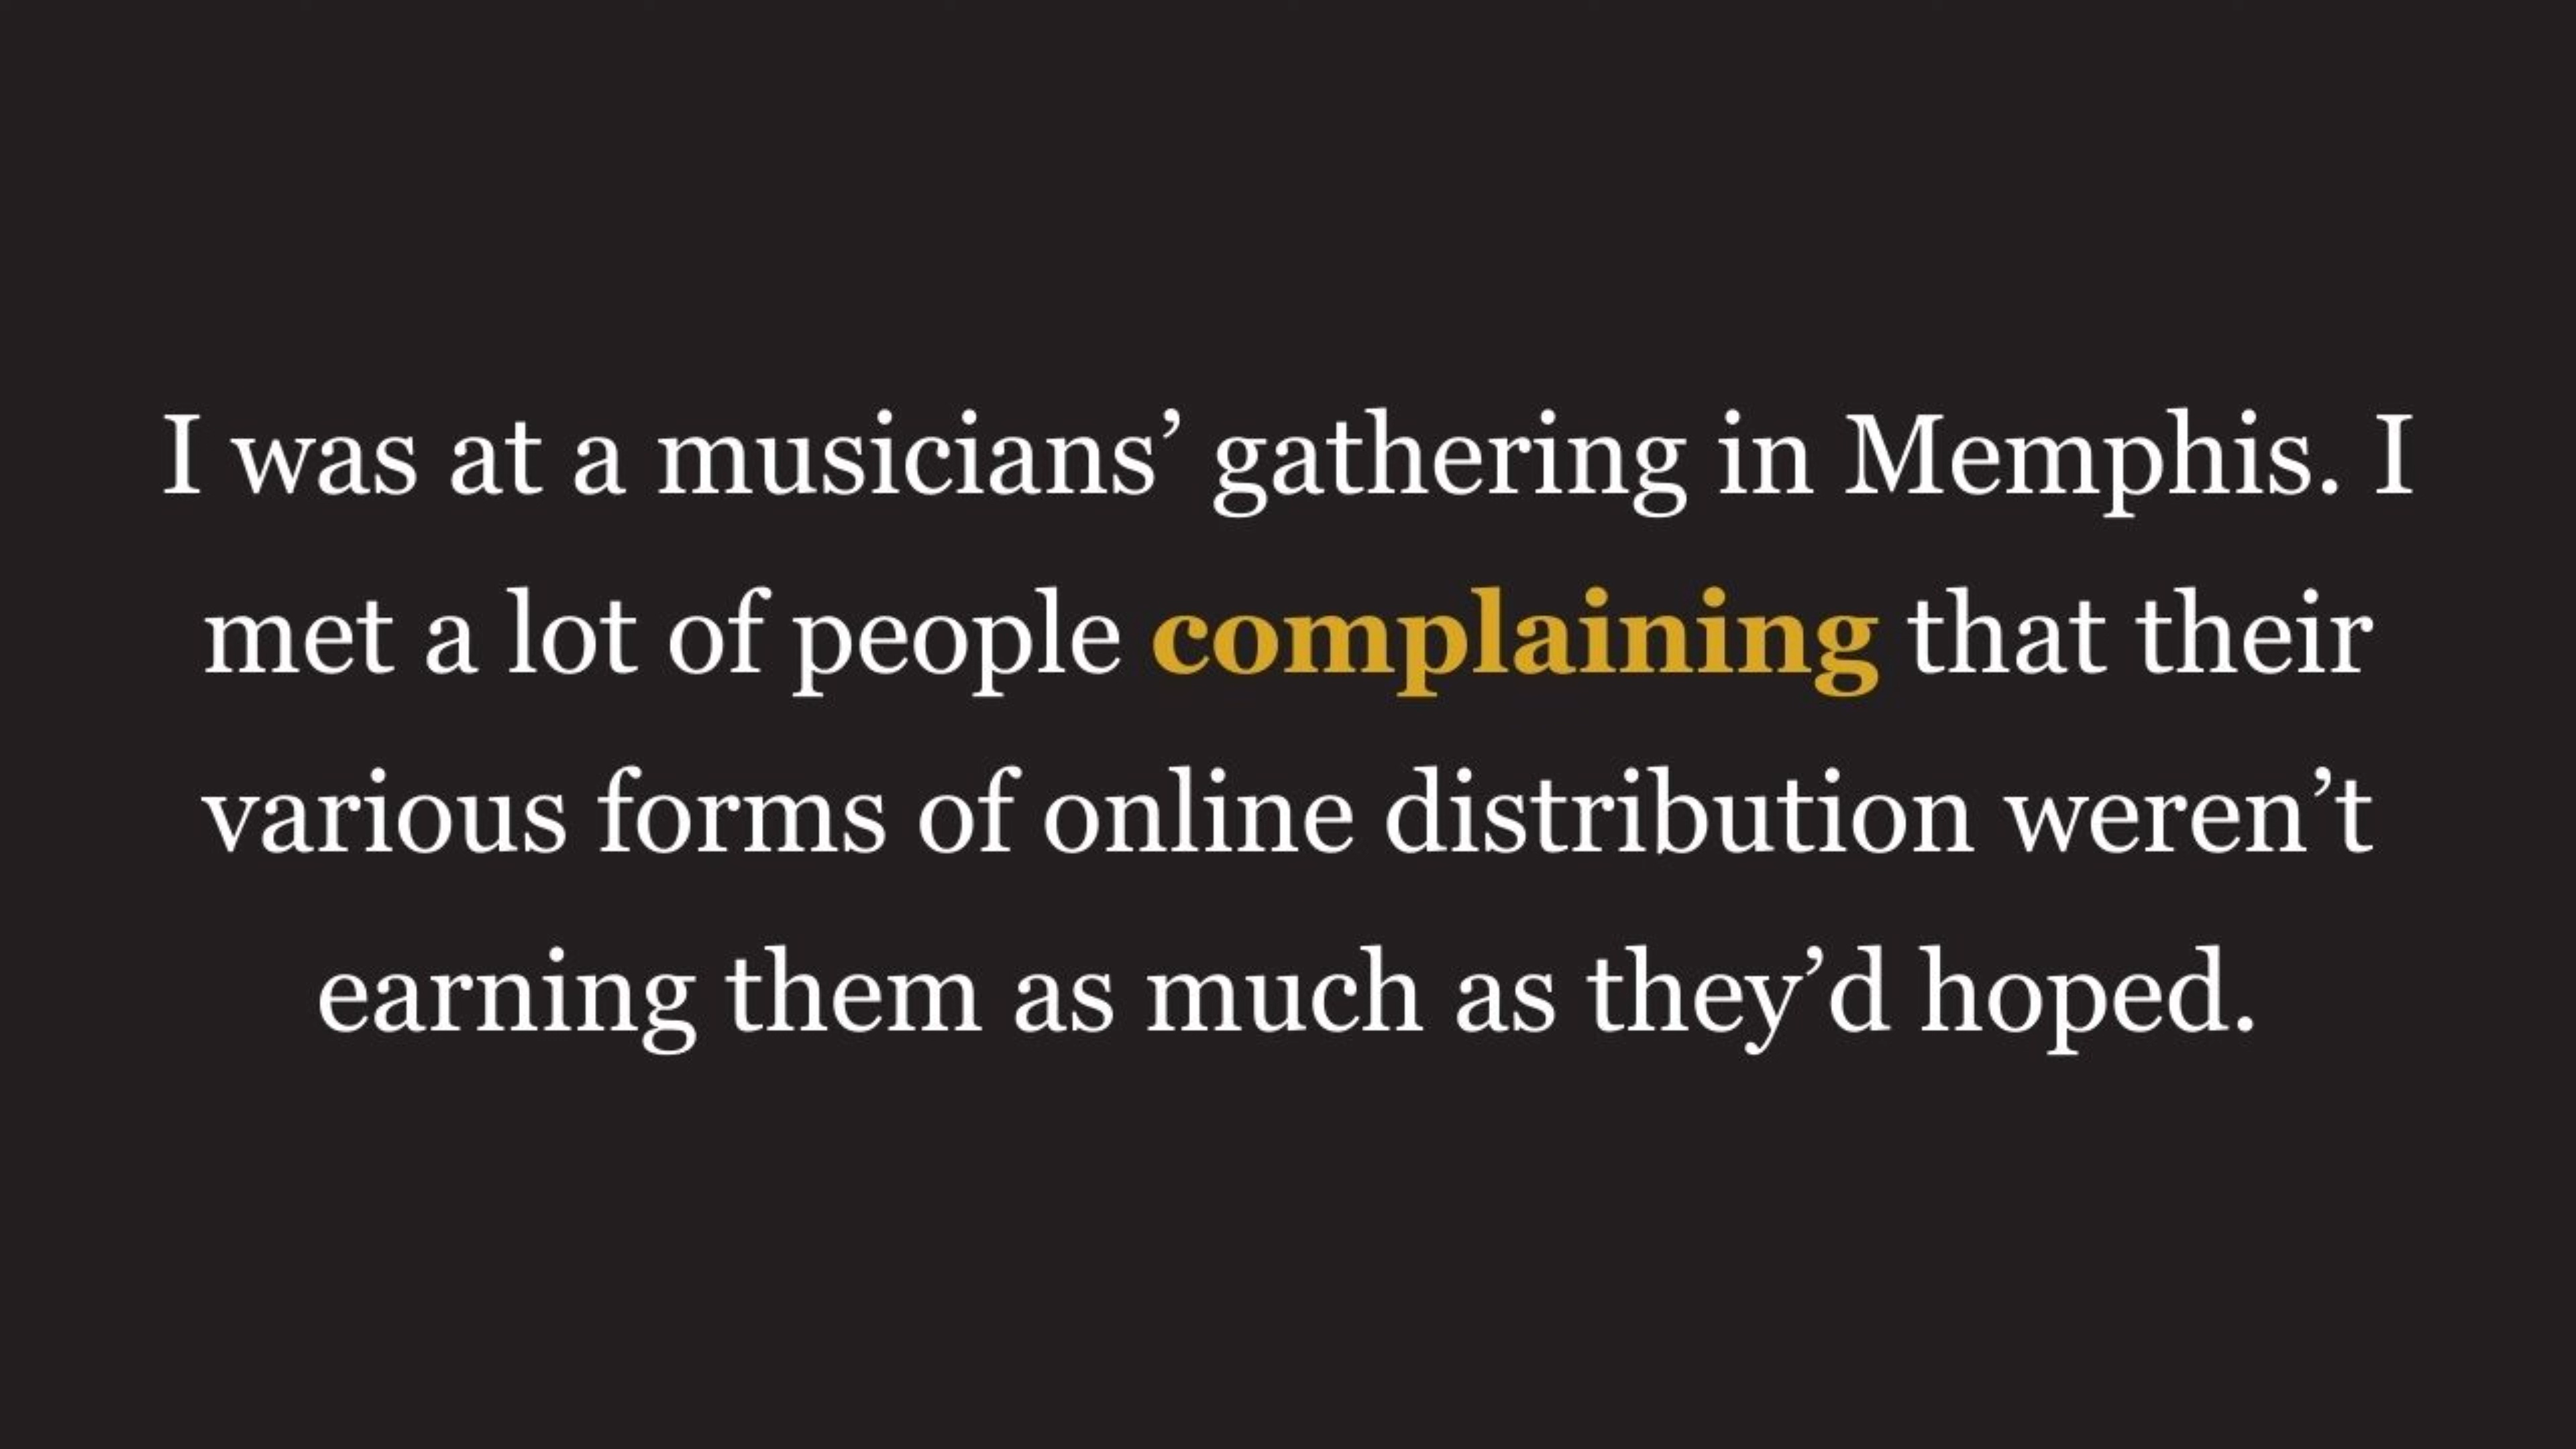 I was at a musicians’ gathering in Memphis. I
met a lot of people complaining that their
various forms of online distribution weren’t
earning them as much as they’d hoped.